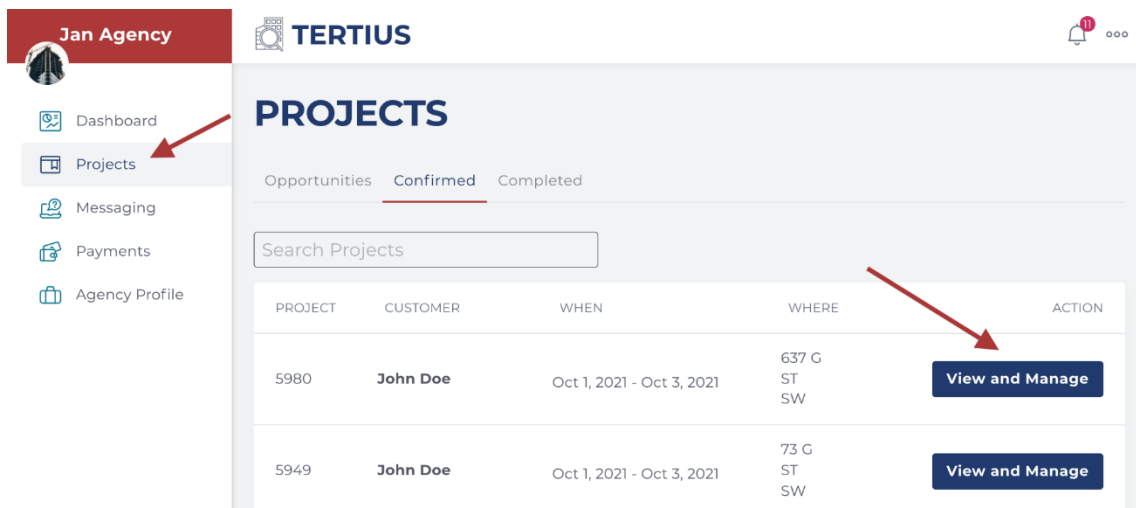 Jan Agency
TERTIUS
11
Dashboard
Projects
Messaging
Payments
Agency Profile
PROJECTS
Opportunities Confirmed Completed
Search Projects
PROJECT CUSTOMER WHEN WHERE ACTION
637 G
5980 John Doe Oct 1, 2021 - Oct 3, 2021 ST View and Manage
SW
73 G
5949 John Doe Oct 1, 2021 - Oct 3, 2021 ST View and Manage
SW